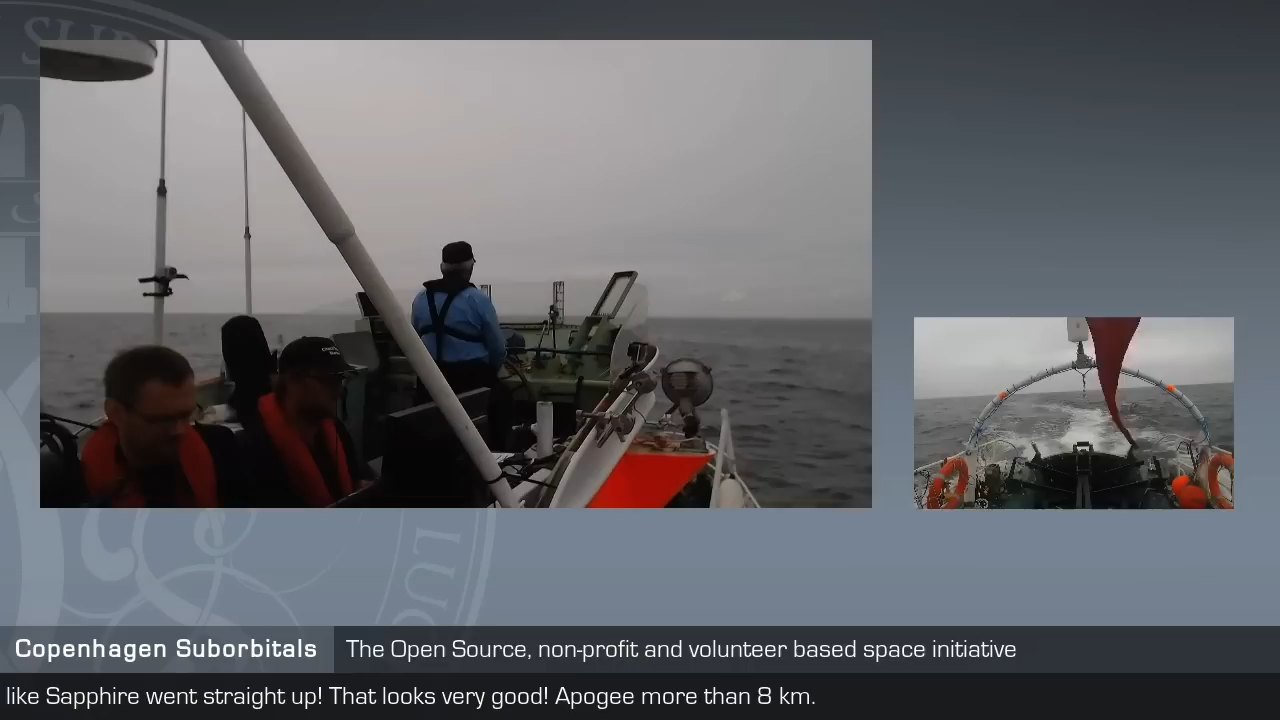 Copenhagen Suborbitals
The Open Source, non-profit and volunteer based space initiative
like Sapphire went straight up! That looks very good! Apogee more than 8 km.